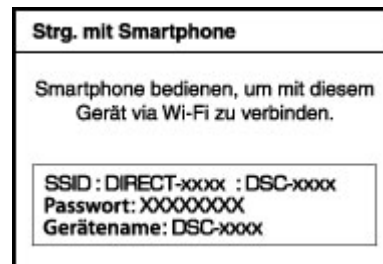 Strg. mit Smartphone
Smartphone bedienen, um mit diesem
Gerät via Wi-Fi zu verbinden.
SSID : DIRECT-xxxx : DSC-xxxx
Passwort: XXXXXXXX
Gerätename: DSC-xxxx